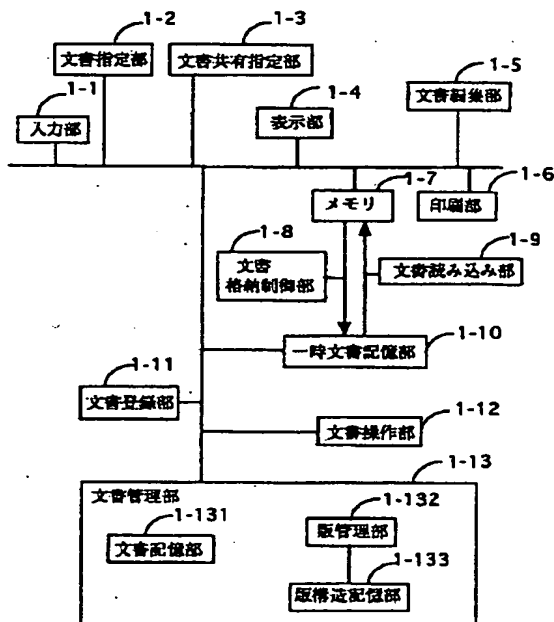 1-2
1-3
文書指定部
文書共有指定部
1-5
1-1
1-4
文書編集部
入力部
表示部
1-7
1-6
メモリ
印刷部
1-8
1-9
文書
格納制御部
文書読み込み部
1-10
一時文書記憶部
1-11
文書登録部
1-12
文書操作部
1-13
文書管理部
1-131
1-132
文書記憶部
版管理部
1-133
版構造記憶部